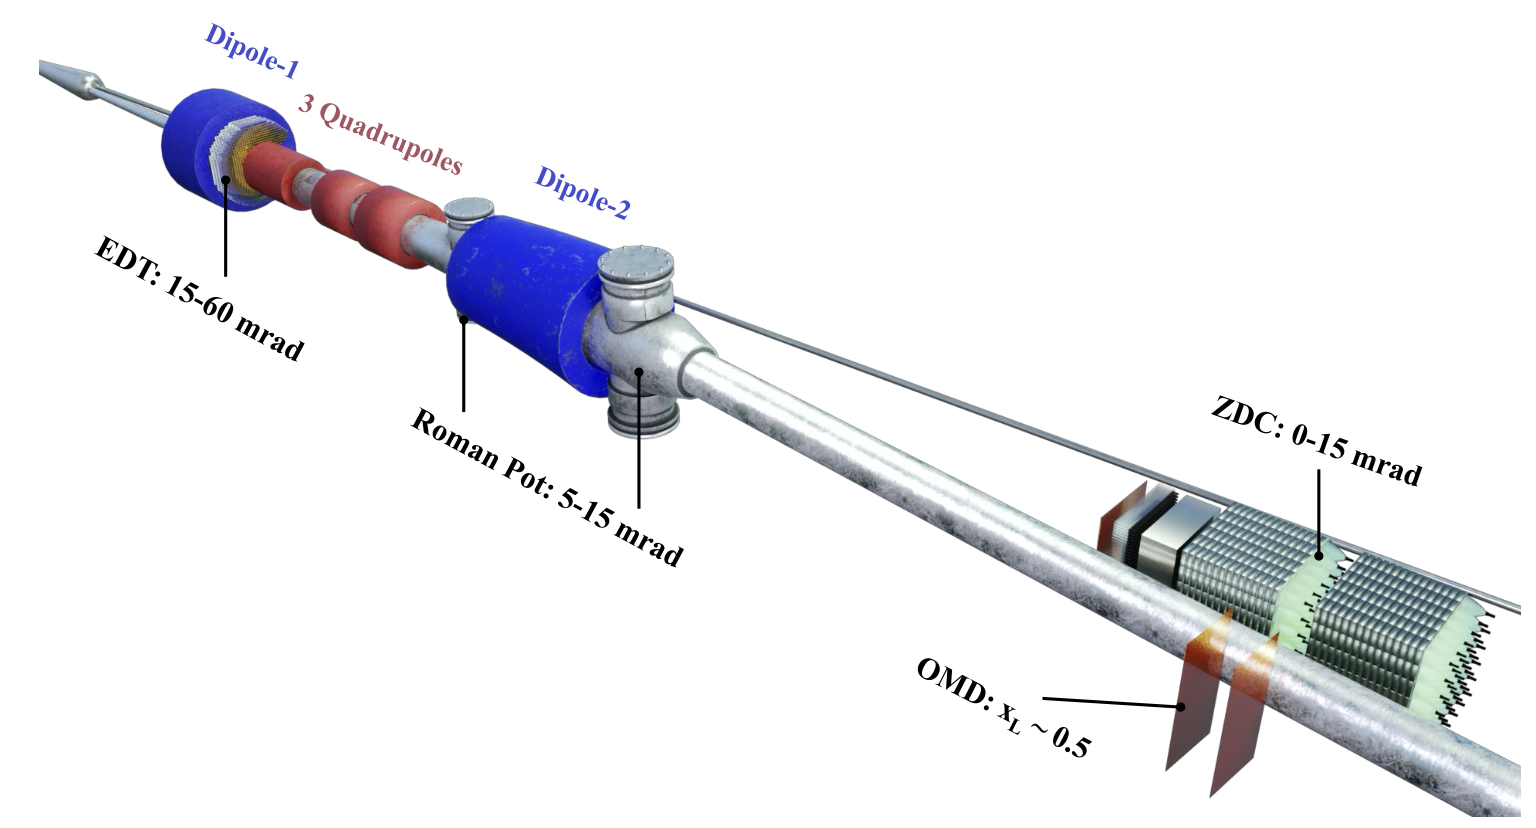 Dipole-1
3 Quadrupoles
Dipole-2
EDT: 15-60 mrad
Roman Pot: 5-15 mrad
ZDC: 0-15 mrad
OMD: x_L ~ 0.5